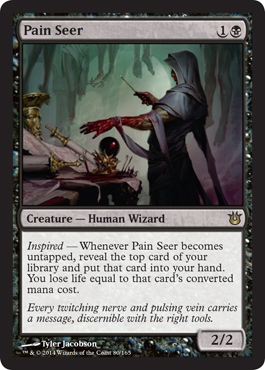 Pain Seer 1
Creature — Human Wizard
Inspired — Whenever Pain Seer becomes
untapped, reveal the top card of your
library and put that card into your hand.
You lose life equal to that card's converted
mana cost.
Every twitching nerve and pulsing vein carries
a message, discernible with the right tools.
Tyler Jacobson
™ & © 2014 Wizards of the Coast 80/165
2/2